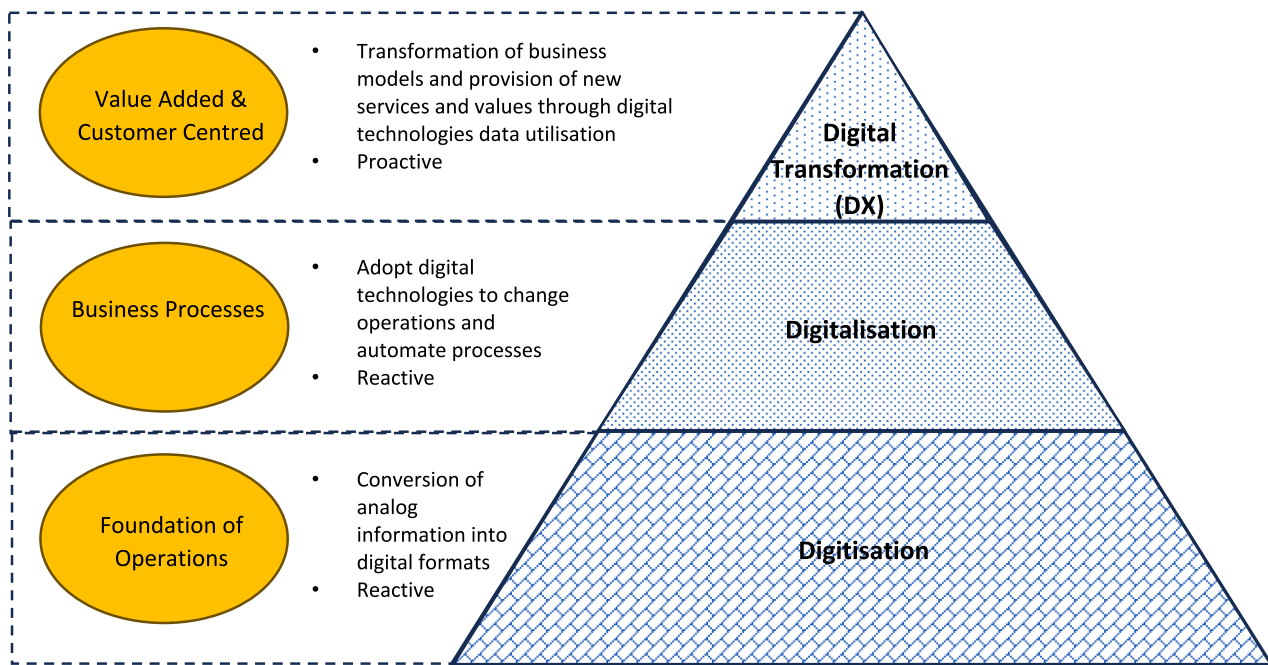 Value Added &
Customer Centred
• Transformation of business
models and provision of new
services and values through digital
technologies data utilisation
• Proactive
Digital
Transformation
(DX)
Business Processes
• Adopt digital
technologies to change
operations and
automate processes
• Reactive
Digitalisation
Foundation of
Operations
• Conversion of
analog
information into
digital formats
• Reactive
Digitisation